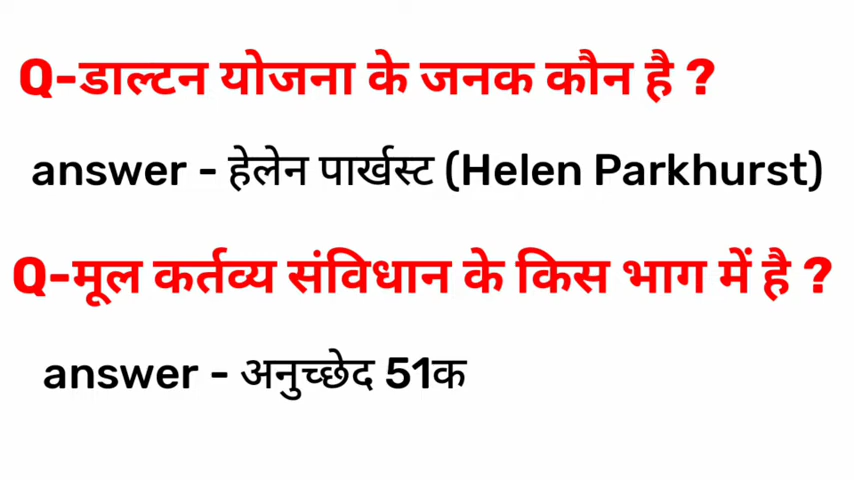 Q-डाल्टन योजना के जनक कौन है ?
answer - हेलेन पार्खस्ट (Helen Parkhurst)
Q-मूल कर्तव्य संविधान के किस भाग में है ?
answer - अनुच्छेद 51क